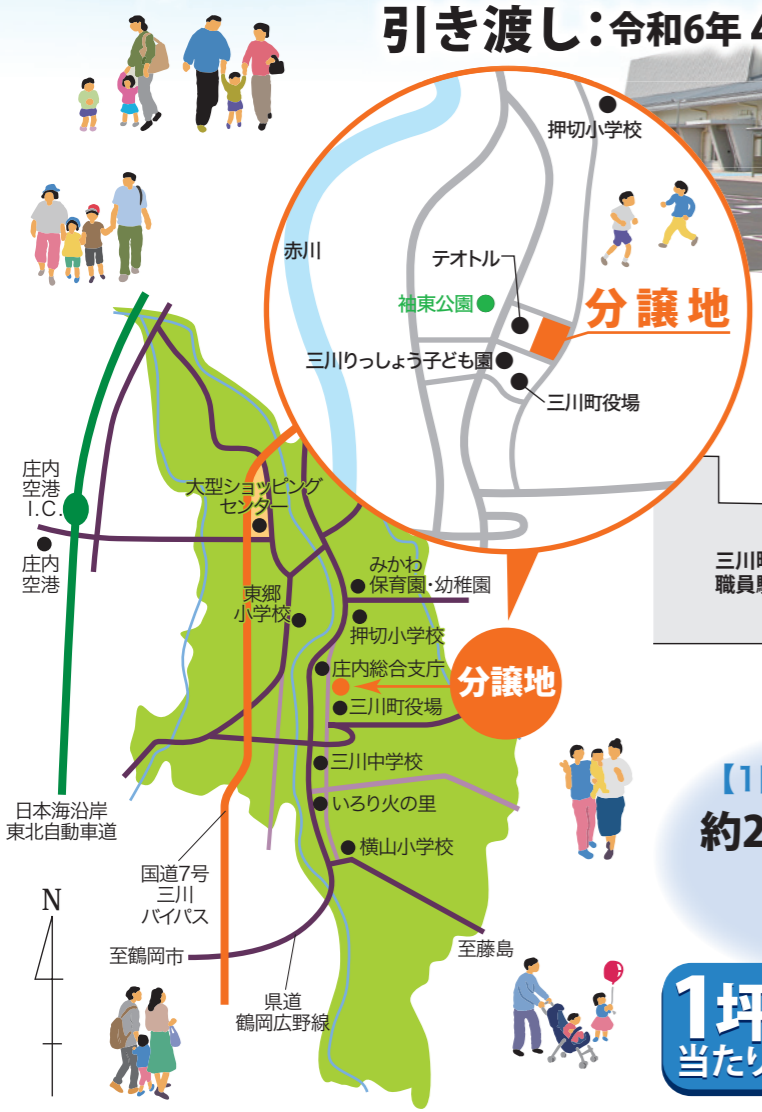 引き渡し：令和6年4
押切小学校
赤川
テオトル
袖東公園
分譲地
三川りっしょう子ども園
三川町役場
庄内
空港
I.C.
庄内
空港
大型ショッピング
センター
みかわ
保育園・幼稚園
東郷
小学校
押切小学校
庄内総合支庁
分譲地
三川町役場
三川中学校
いろり火の里
横山小学校
日本海沿岸
東北自動車道
国道7号
三川
バイパス
N
至鶴岡市
至藤島
県道
鶴岡広野線
三川町
職員駐
【1
約2
1坪
当たり